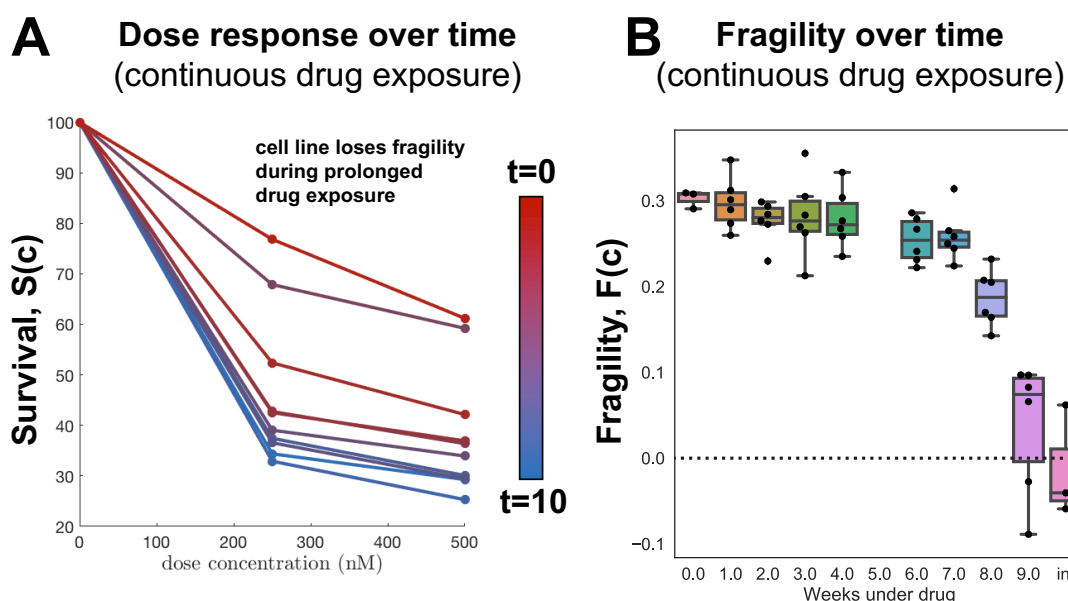 A
Dose response over time
(continuous drug exposure)
cell line loses fragility
during prolonged
drug exposure
t=0
t=10
Survival, S(c)
100
90
80
70
60
50
40
30
20
0
100
200
300
400
500
dose concentration (nM)
B
Fragility over time
(continuous drug exposure)
Fragility, F(c)
0.3
0.2
0.1
0.0
−0.1
0.0
1.0
2.0
3.0
4.0
5.0
6.0
7.0
8.0
9.0
in
Weeks under drug